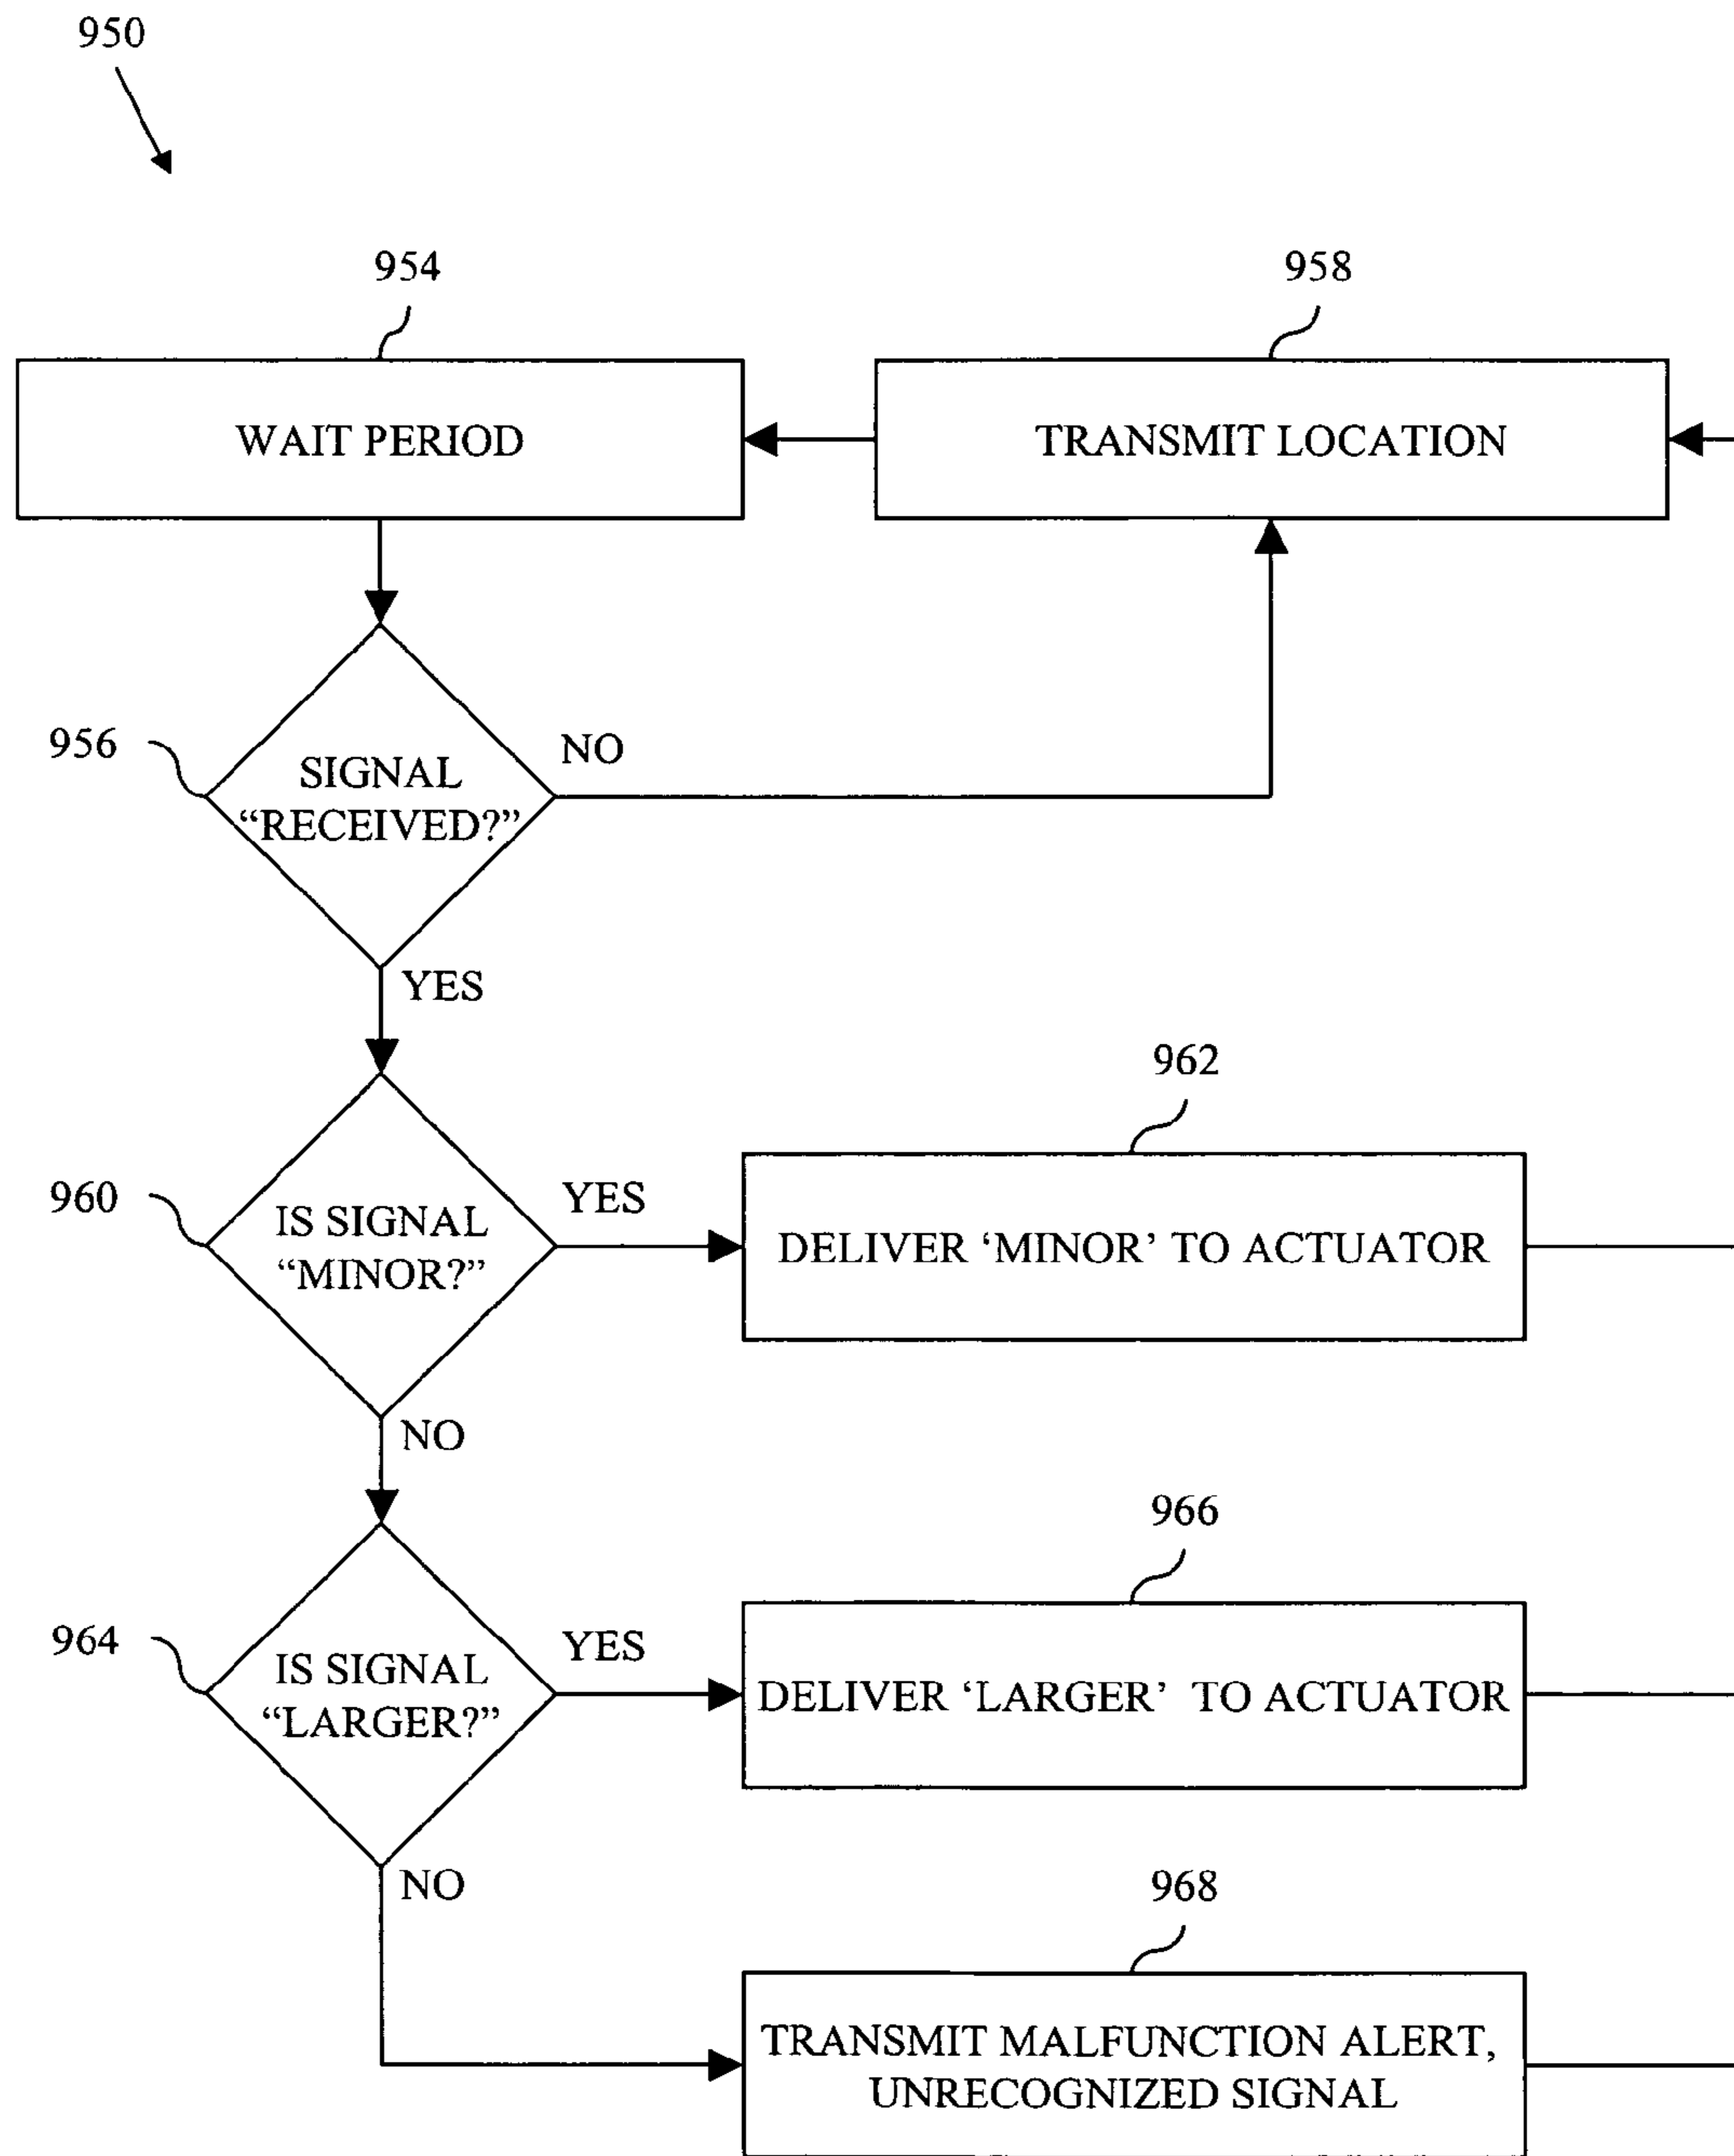 950
954
958
WAIT PERIOD
TRANSMIT LOCATION
956
SIGNAL
“RECEIVED?”
NO
YES
962
960
IS SIGNAL
“MINOR?”
YES
DELIVER ‘MINOR’ TO ACTUATOR
NO
966
964
IS SIGNAL
“LARGER?”
YES
DELIVER ‘LARGER’ TO ACTUATOR
NO
968
TRANSMIT MALFUNCTION ALERT,
UNRECOGNIZED SIGNAL